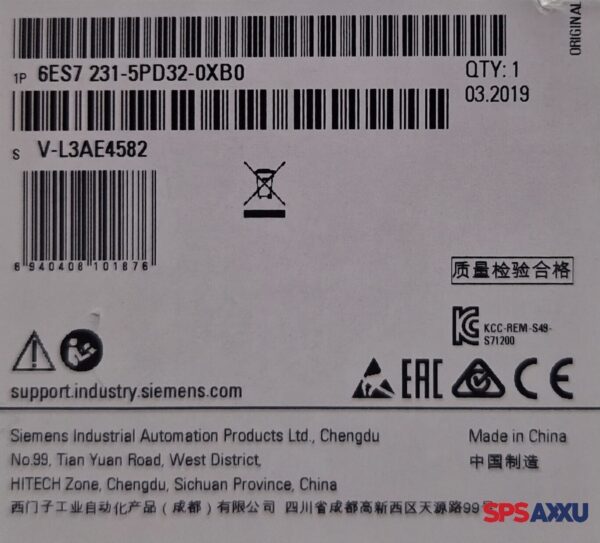 ORIGINAL
1P 6ES7 231-5PD32-0XB0
QTY: 1
03.2019
S V-L3AE4582
6 940408 101876
质量检验合格
KCC-REM-S49-
S71200
support.industry.siemens.com
EAC
CE
Siemens Industrial Automation Products Ltd., Chengdu
No.99, Tian Yuan Road, West District,
HITECH Zone, Chengdu, Sichuan Province, China
西门子工业自动化产品（成都）有限公司 四川省成都高新西区天源路99号
Made in China
中国制造
SPSAXXU